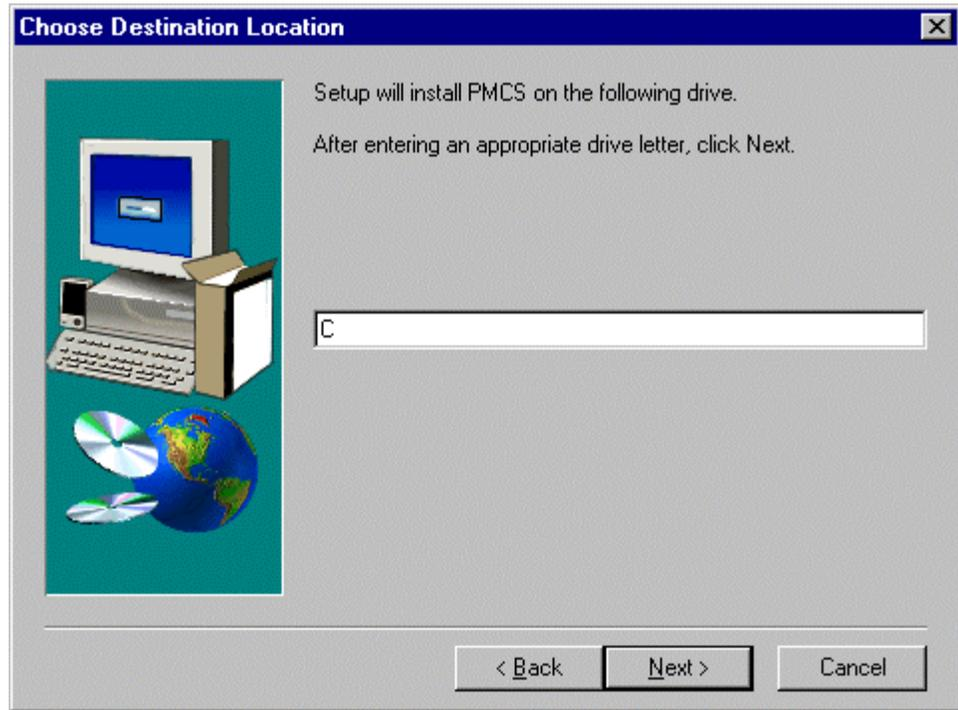 Choose Destination Location
Setup will install PMCS on the following drive.
After entering an appropriate drive letter, click Next.
C
< Back
Next >
Cancel